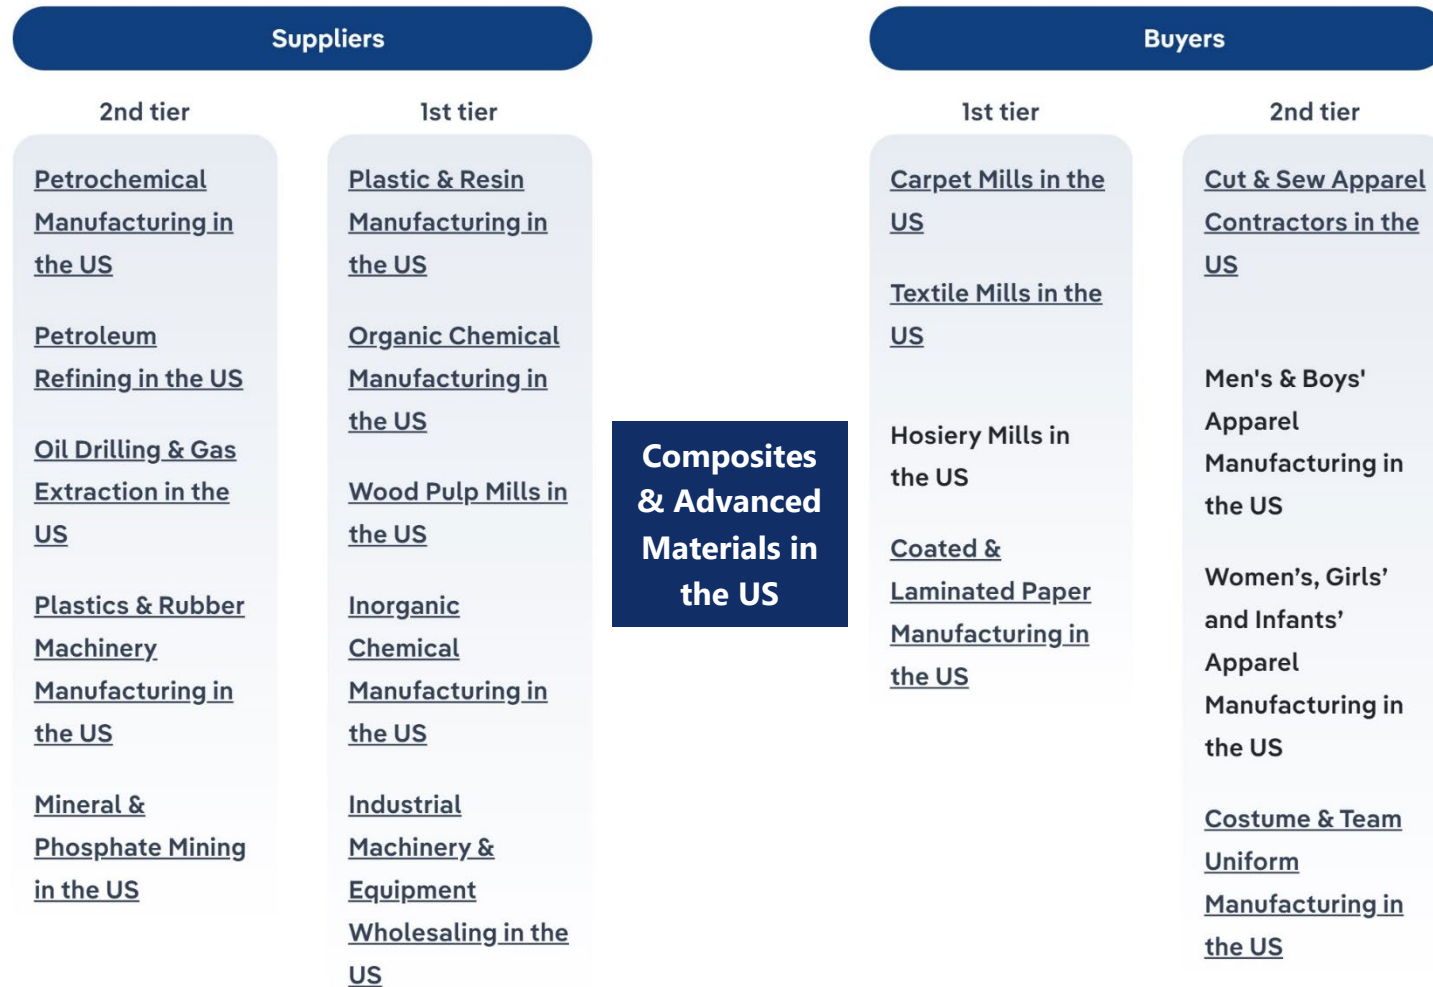 Suppliers
2nd tier
Petrochemical
Manufacturing in
the US
Petroleum
Refining in the US
Oil Drilling & Gas
Extraction in the
US
Plastics & Rubber
Machinery
Manufacturing in
the US
Mineral &
Phosphate Mining
in the US
1st tier
Plastic & Resin
Manufacturing in
the US
Organic Chemical
Manufacturing in
the US
Wood Pulp Mills in
the US
Inorganic
Chemical
Manufacturing in
the US
Industrial
Machinery &
Equipment
Wholesaling in the
US
Composites
& Advanced
Materials in
the US
Buyers
1st tier
Carpet Mills in the
US
Textile Mills in the
US
Hosiery Mills in
the US
Coated &
Laminated Paper
Manufacturing in
the US
2nd tier
Cut & Sew Apparel
Contractors in the
US
Men's & Boys'
Apparel
Manufacturing in
the US
Women’s, Girls’
and Infants’
Apparel
Manufacturing in
the US
Costume & Team
Uniform
Manufacturing in
the US